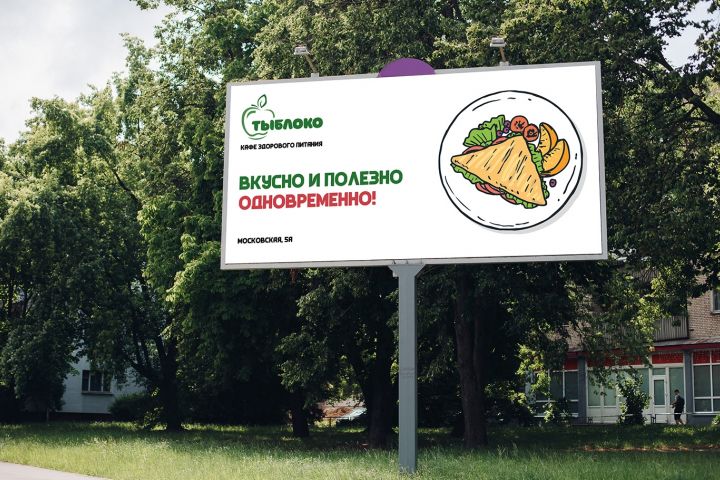 ТЫБЛОКО
КАФЕ ЗДОРОВОГО ПИТАНИЯ
ВКУСНО И ПОЛЕЗНО
ОДНОВРЕМЕННО!
МОСКОВСКАЯ, 5А